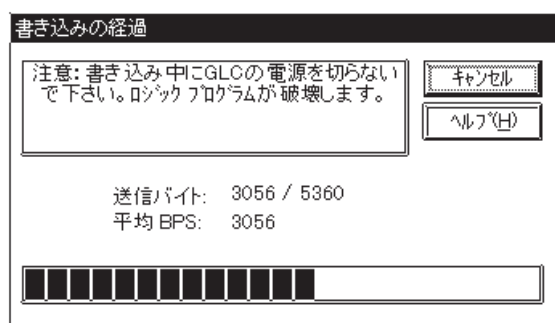 書き込みの経過
注意: 書き込み中にGLCの電源を切らない
で下さい。ﾛｼﾞｯｸ ﾌﾟﾛｸﾞﾗﾑが破壊します。
ｷｬﾝｾﾙ
ﾍﾙﾌﾟ(H)
送信バイト: 3056 / 5360
平均 BPS: 3056